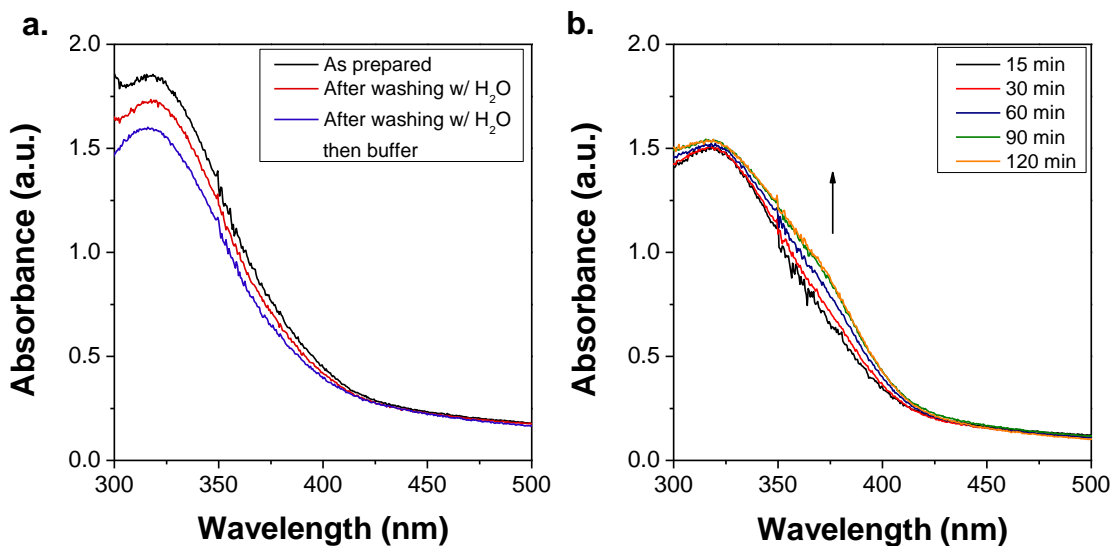 a.
2.0
1.5
1.0
0.5
0.0
300
350
400
450
500
Absorbance (a.u.)
Wavelength (nm)
As prepared
After washing w/ H₂O
After washing w/ H₂O
then buffer
b.
2.0
1.5
1.0
0.5
0.0
300
350
400
450
500
Absorbance (a.u.)
Wavelength (nm)
15 min
30 min
60 min
90 min
120 min